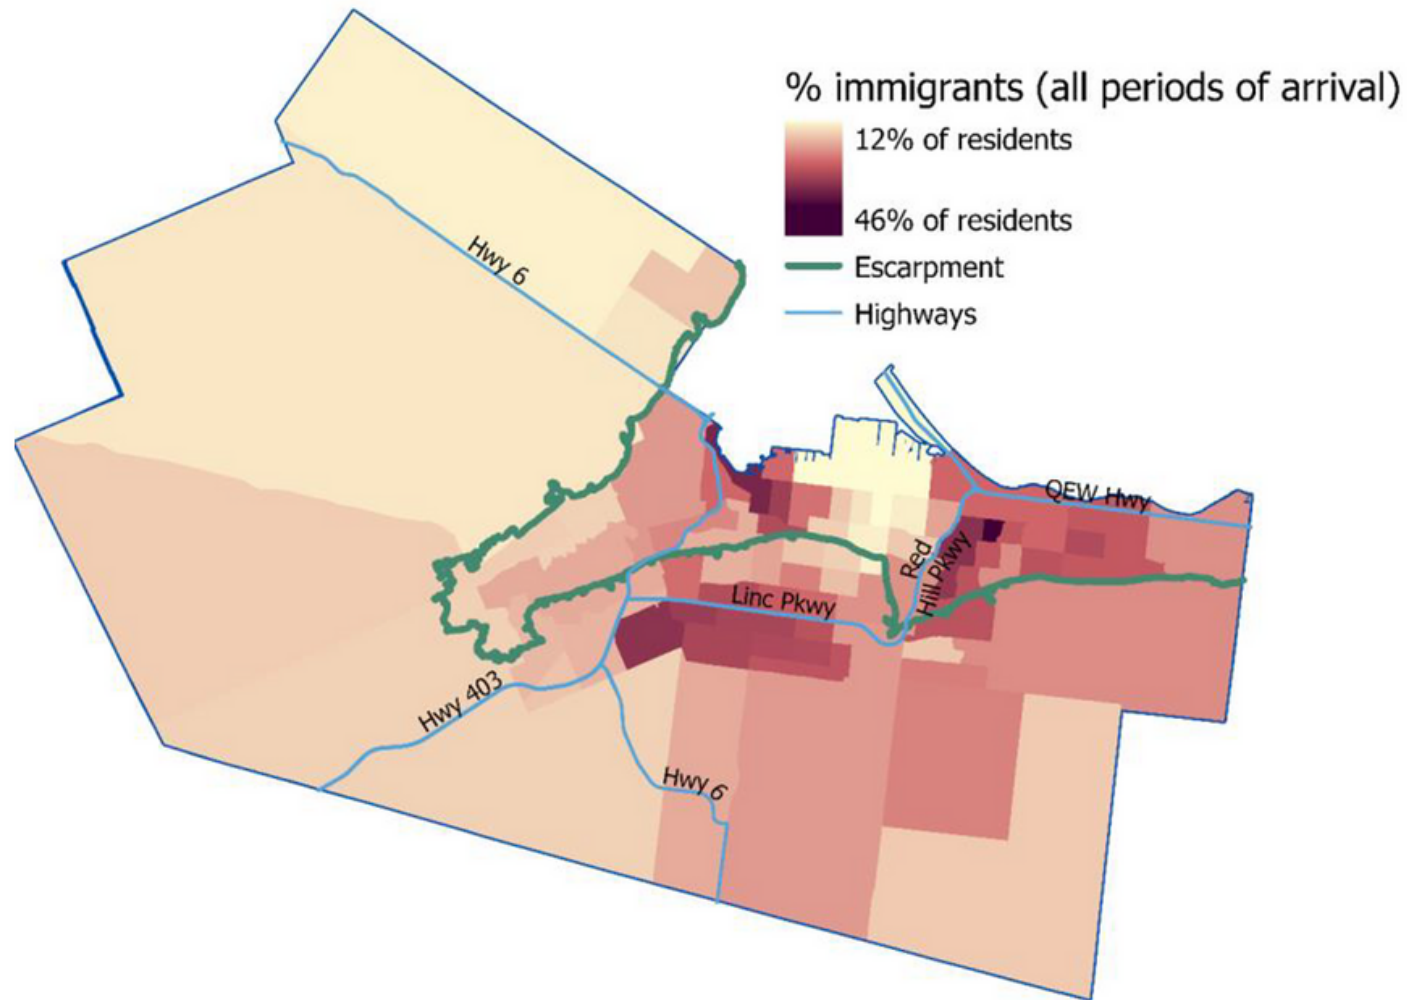 % immigrants (all periods of arrival)
12% of residents
46% of residents
Escarpment
Highways
Hwy 6
QEW Hwy
Red
Hill Pkwy
Linc Pkwy
Hwy 403
Hwy 6